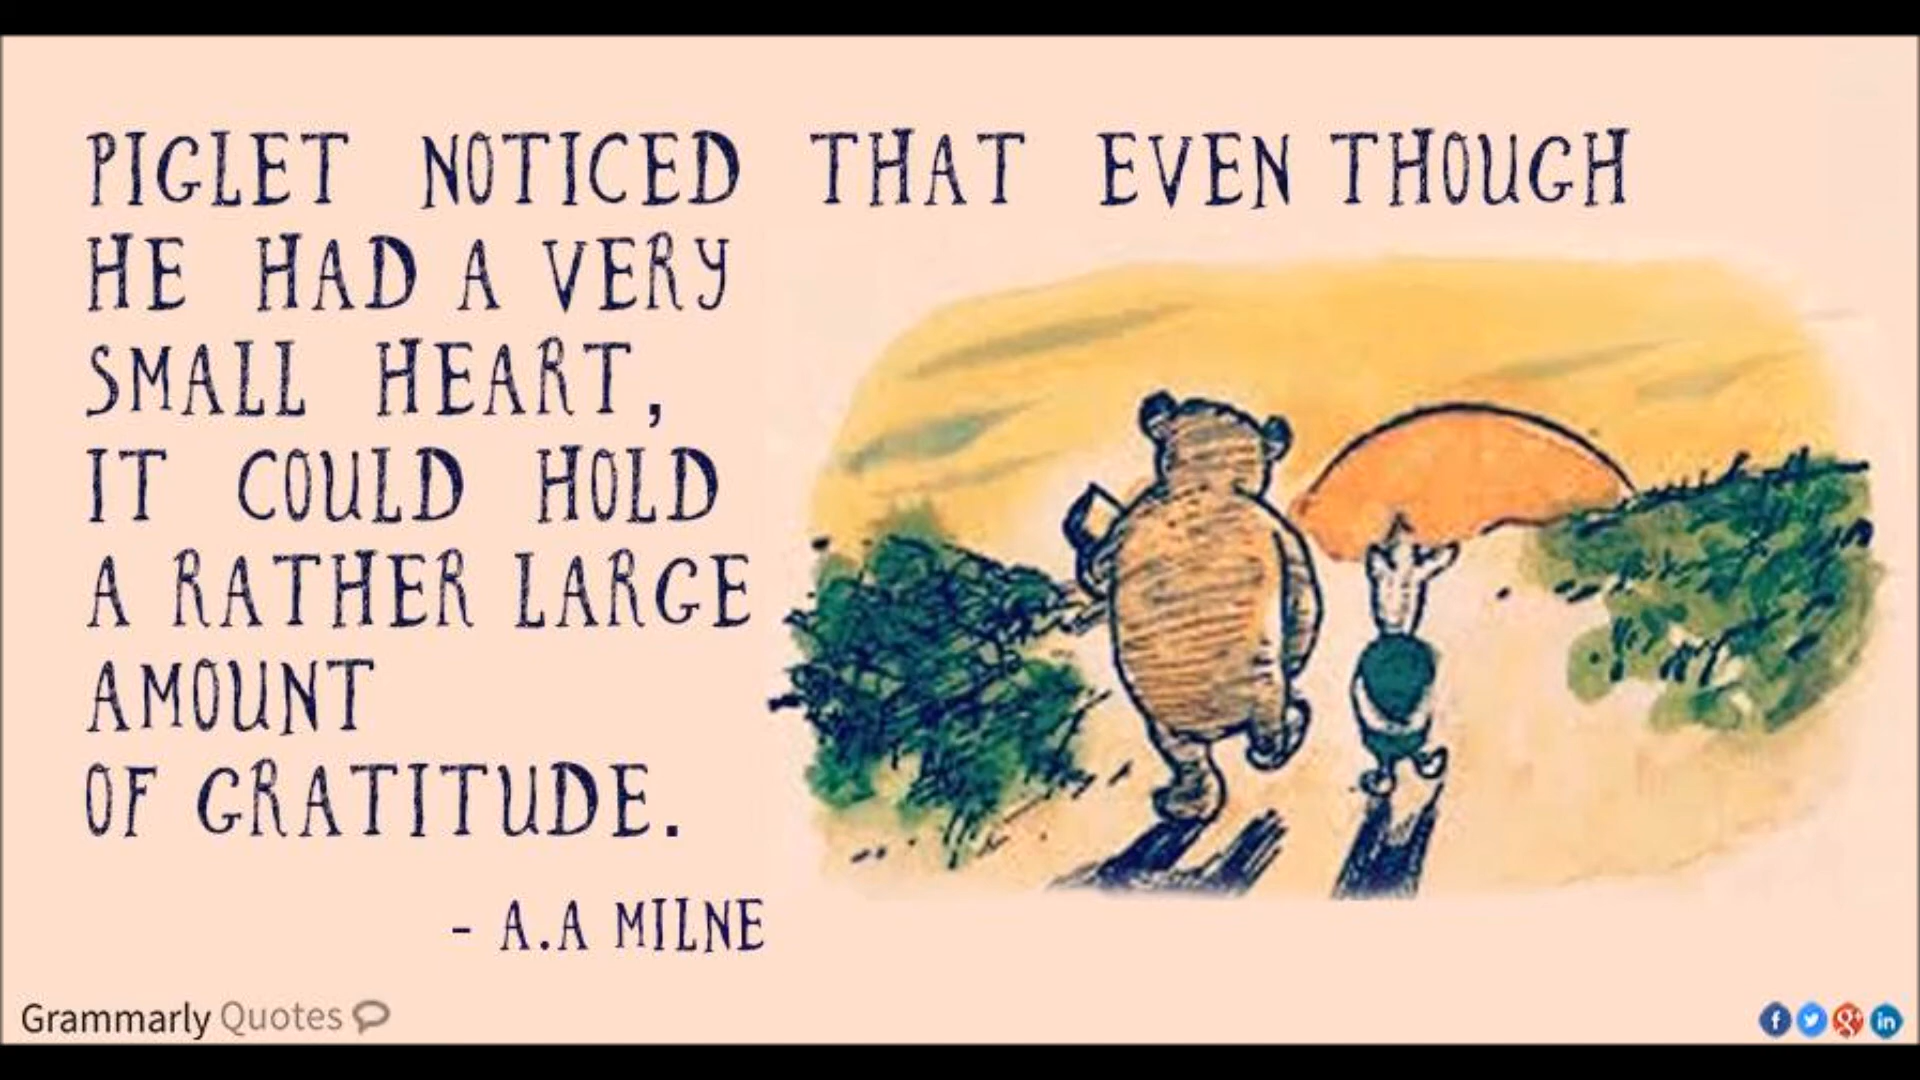 PIGLET NOTICED THAT EVEN THOUGH
HE HAD A VERY
SMALL HEART,
IT COULD HOLD
A RATHER LARGE
AMOUNT
OF GRATITUDE.
- A.A MILNE
Grammarly Quotes
f g+ in